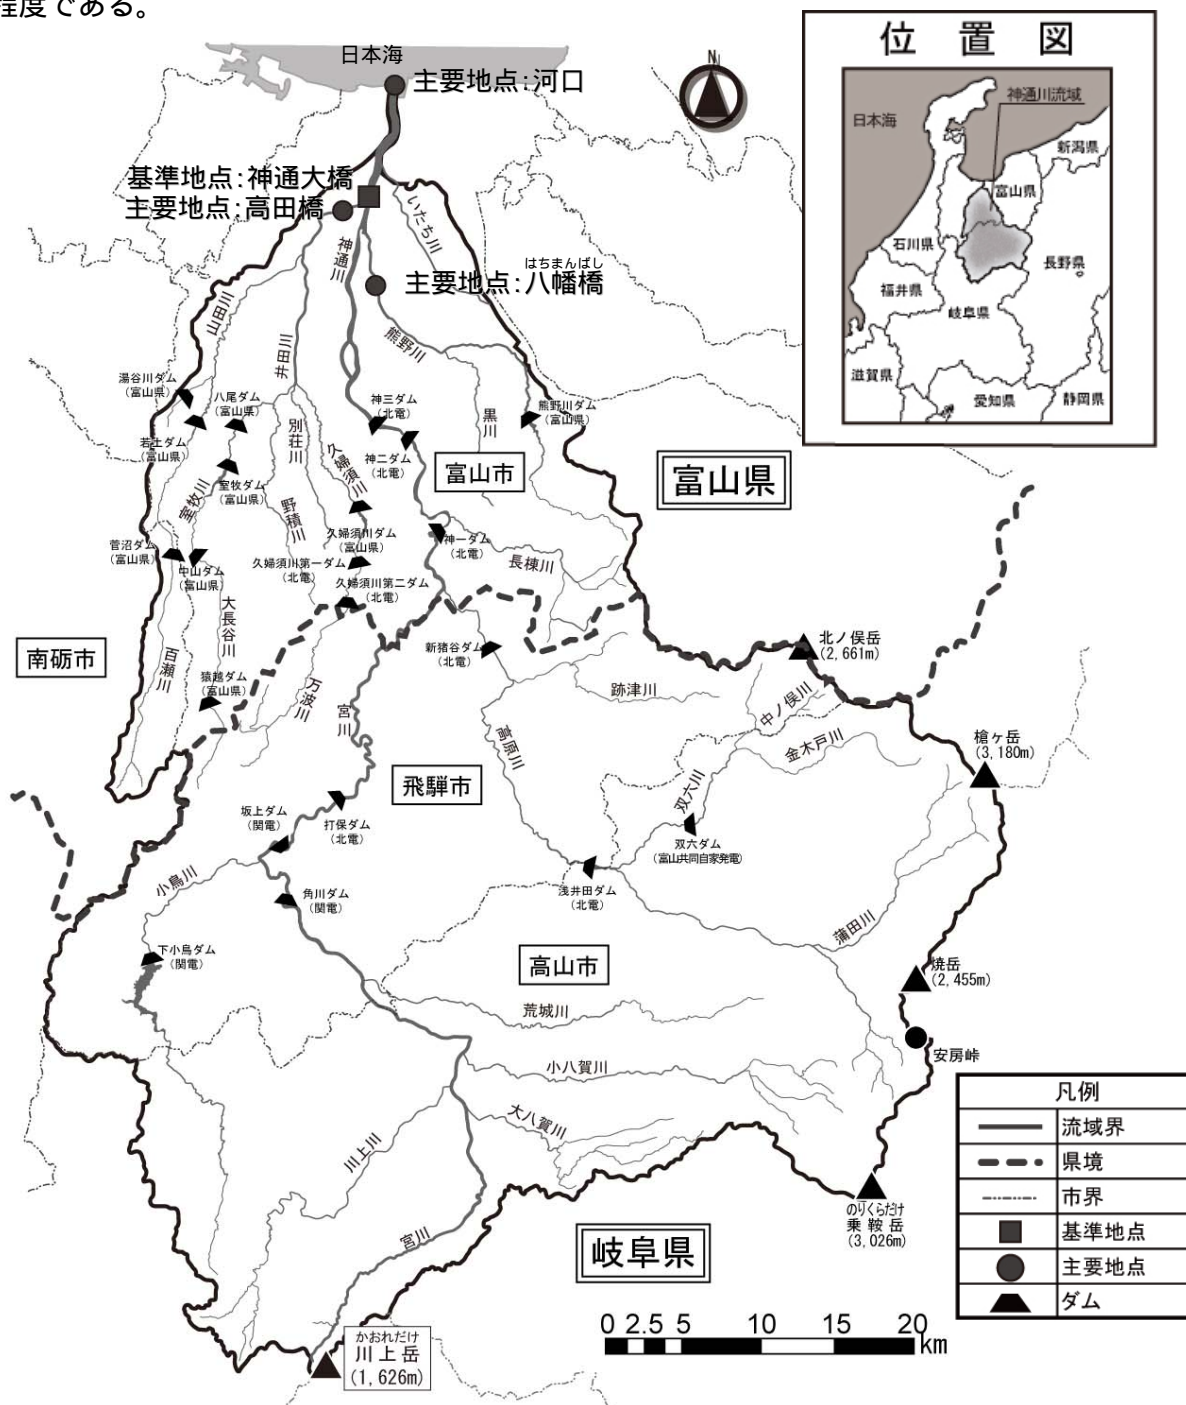 程度である。
位 置 図
神通川流域
日本海
新潟県
富山県
石川県
長野県
福井県
岐阜県
滋賀県
愛知県
静岡県
日本海
N
主要地点：河口
基準地点：神通大橋
主要地点：高田橋
いたち川
神通川
はちまんばし
主要地点：八幡橋
山田川
井田川
熊野川
湯谷川ダム
（富山県）
八尾ダム
（富山県）
神三ダム
（北電）
熊野川ダム
（富山県）
黒川
別荘川
久婦須川
若土ダム
（富山県）
神二ダム
（北電）
富山市
富山県
室牧ダム
（富山県）
室牧川
野積川
久婦須川ダム
（富山県）
神一ダム
（北電）
菅沼ダム
（富山県）
中山ダム
（富山県）
久婦須川第一ダム
（北電）
長棟川
久婦須川第二ダム
（北電）
大長谷川
南砺市
百瀬川
猿越ダム
（富山県）
万波川
宮川
新猪谷ダム
（北電）
北ノ俣岳
(2,661m)
跡津川
中ノ俣川
高原川
金木戸川
槍ヶ岳
(3,180m)
飛騨市
双六川
坂上ダム
（関電）
打保ダム
（北電）
双六ダム
（富山共同自家発電）
小鳥川
角川ダム
（関電）
浅井田ダム
（北電）
蒲田川
下小鳥ダム
（関電）
高山市
焼岳
(2,455m)
荒城川
安房峠
小八賀川
大八賀川
川上川
のりくらだけ
乗鞍岳
(3,026m)
宮川
岐阜県
かおれだけ
川上岳
(1,626m)
0 2.5 5 10 15 20
km
凡例
流域界
県境
市界
基準地点
主要地点
ダム